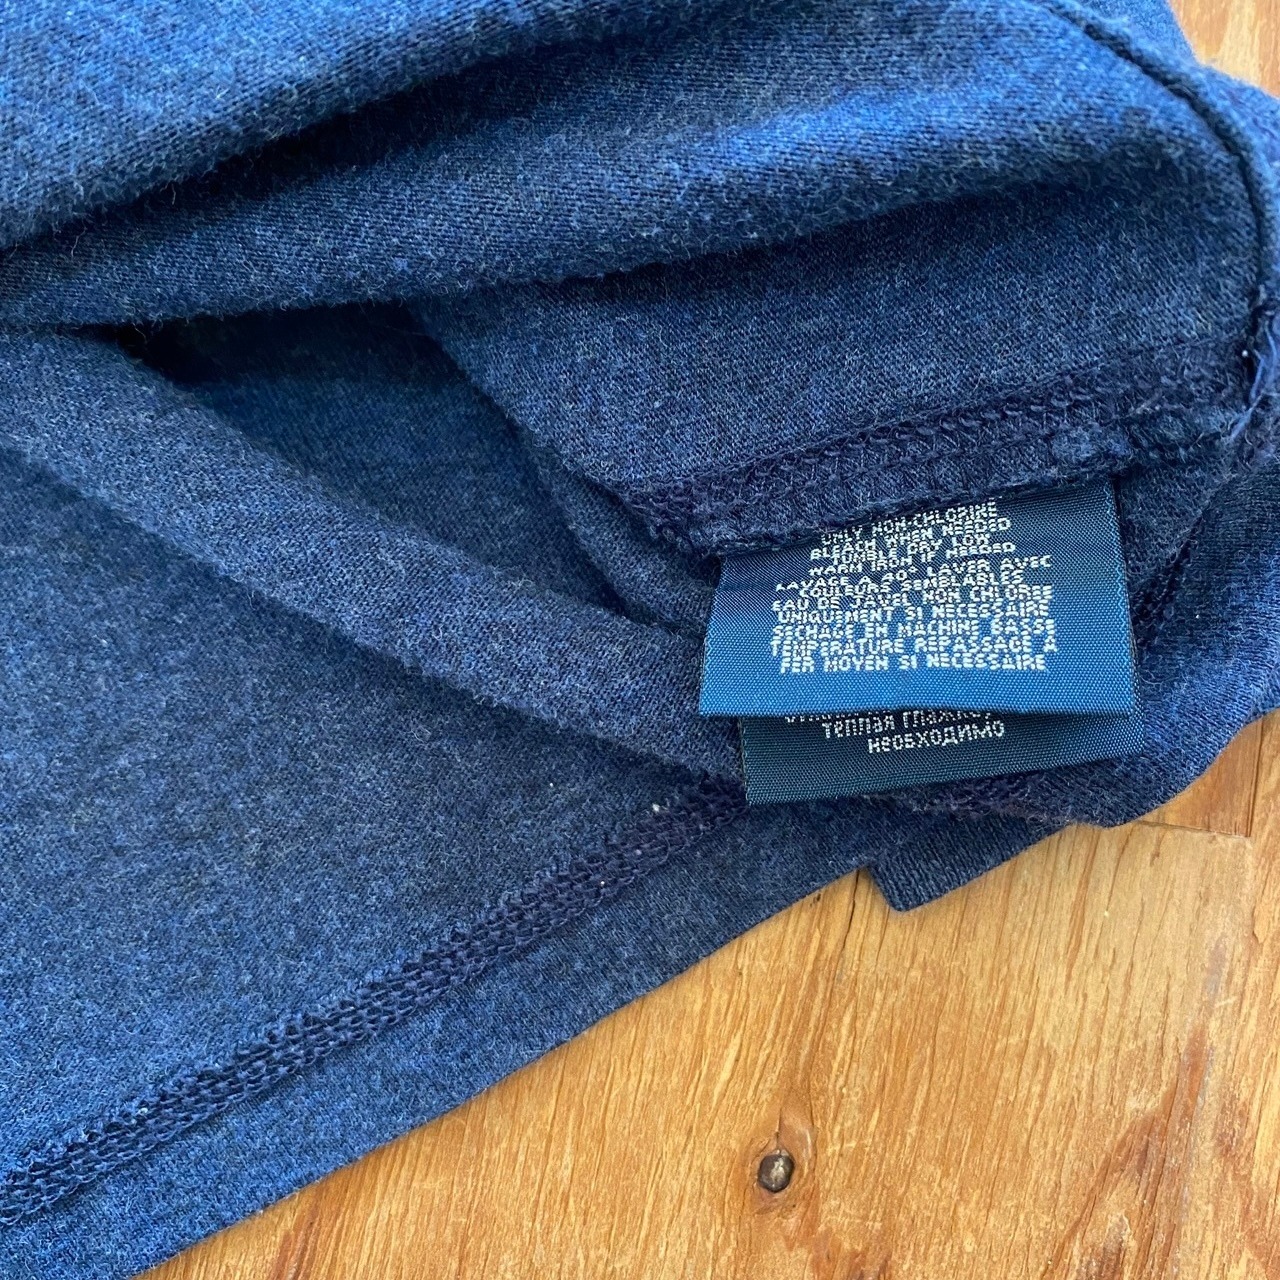 ONLY NON-CHLORINE
BLEACH WHEN NEEDED
TUMBLE DRY LOW
WARM IRON IF NEEDED
LAVAGE A 40° LAVER AVEC
COULEURS SEMBLABLES
EAU DE JAVEL NON CHLOREE
UNIQUEMENT SI NECESSAIRE
SECHAGE EN MACHINE BASSE
TEMPERATURE REPASSAGE A
FER MOYEN SI NECESSAIRE
теплая глажка,
необходимо